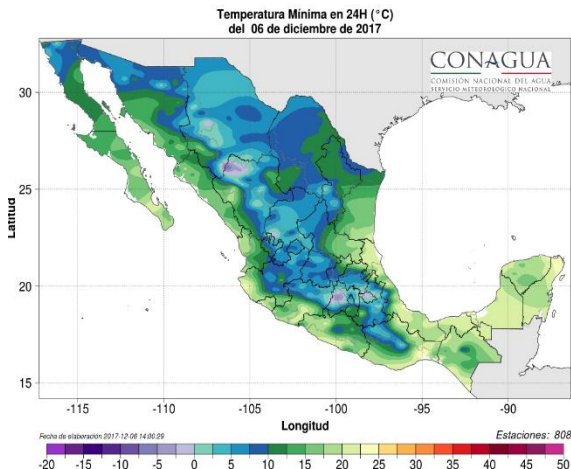 Temperatura Mínima en 24H (°C)
del 06 de diciembre de 2017
CONAGUA
COMISIÓN NACIONAL DEL AGUA
SERVICIO METEOROLÓGICO NACIONAL
Latitud
30
25
20
15
-115 -110 -105 -100 -95 -90
Longitud
Fecha de elaboración 2017-12-06 14:00:29
Estaciones: 808
-20 -15 -10 -5 0 5 10 15 20 25 30 35 40 45 50